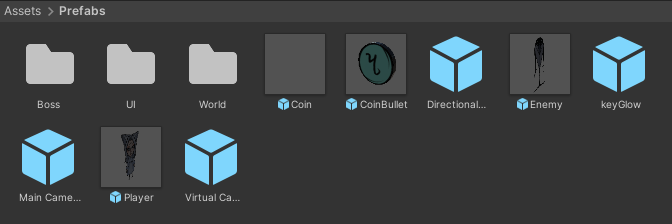 Assets > Prefabs
Boss UI World Coin CoinBullet Directional... Enemy keyGlow
Main Came... Player Virtual Ca...